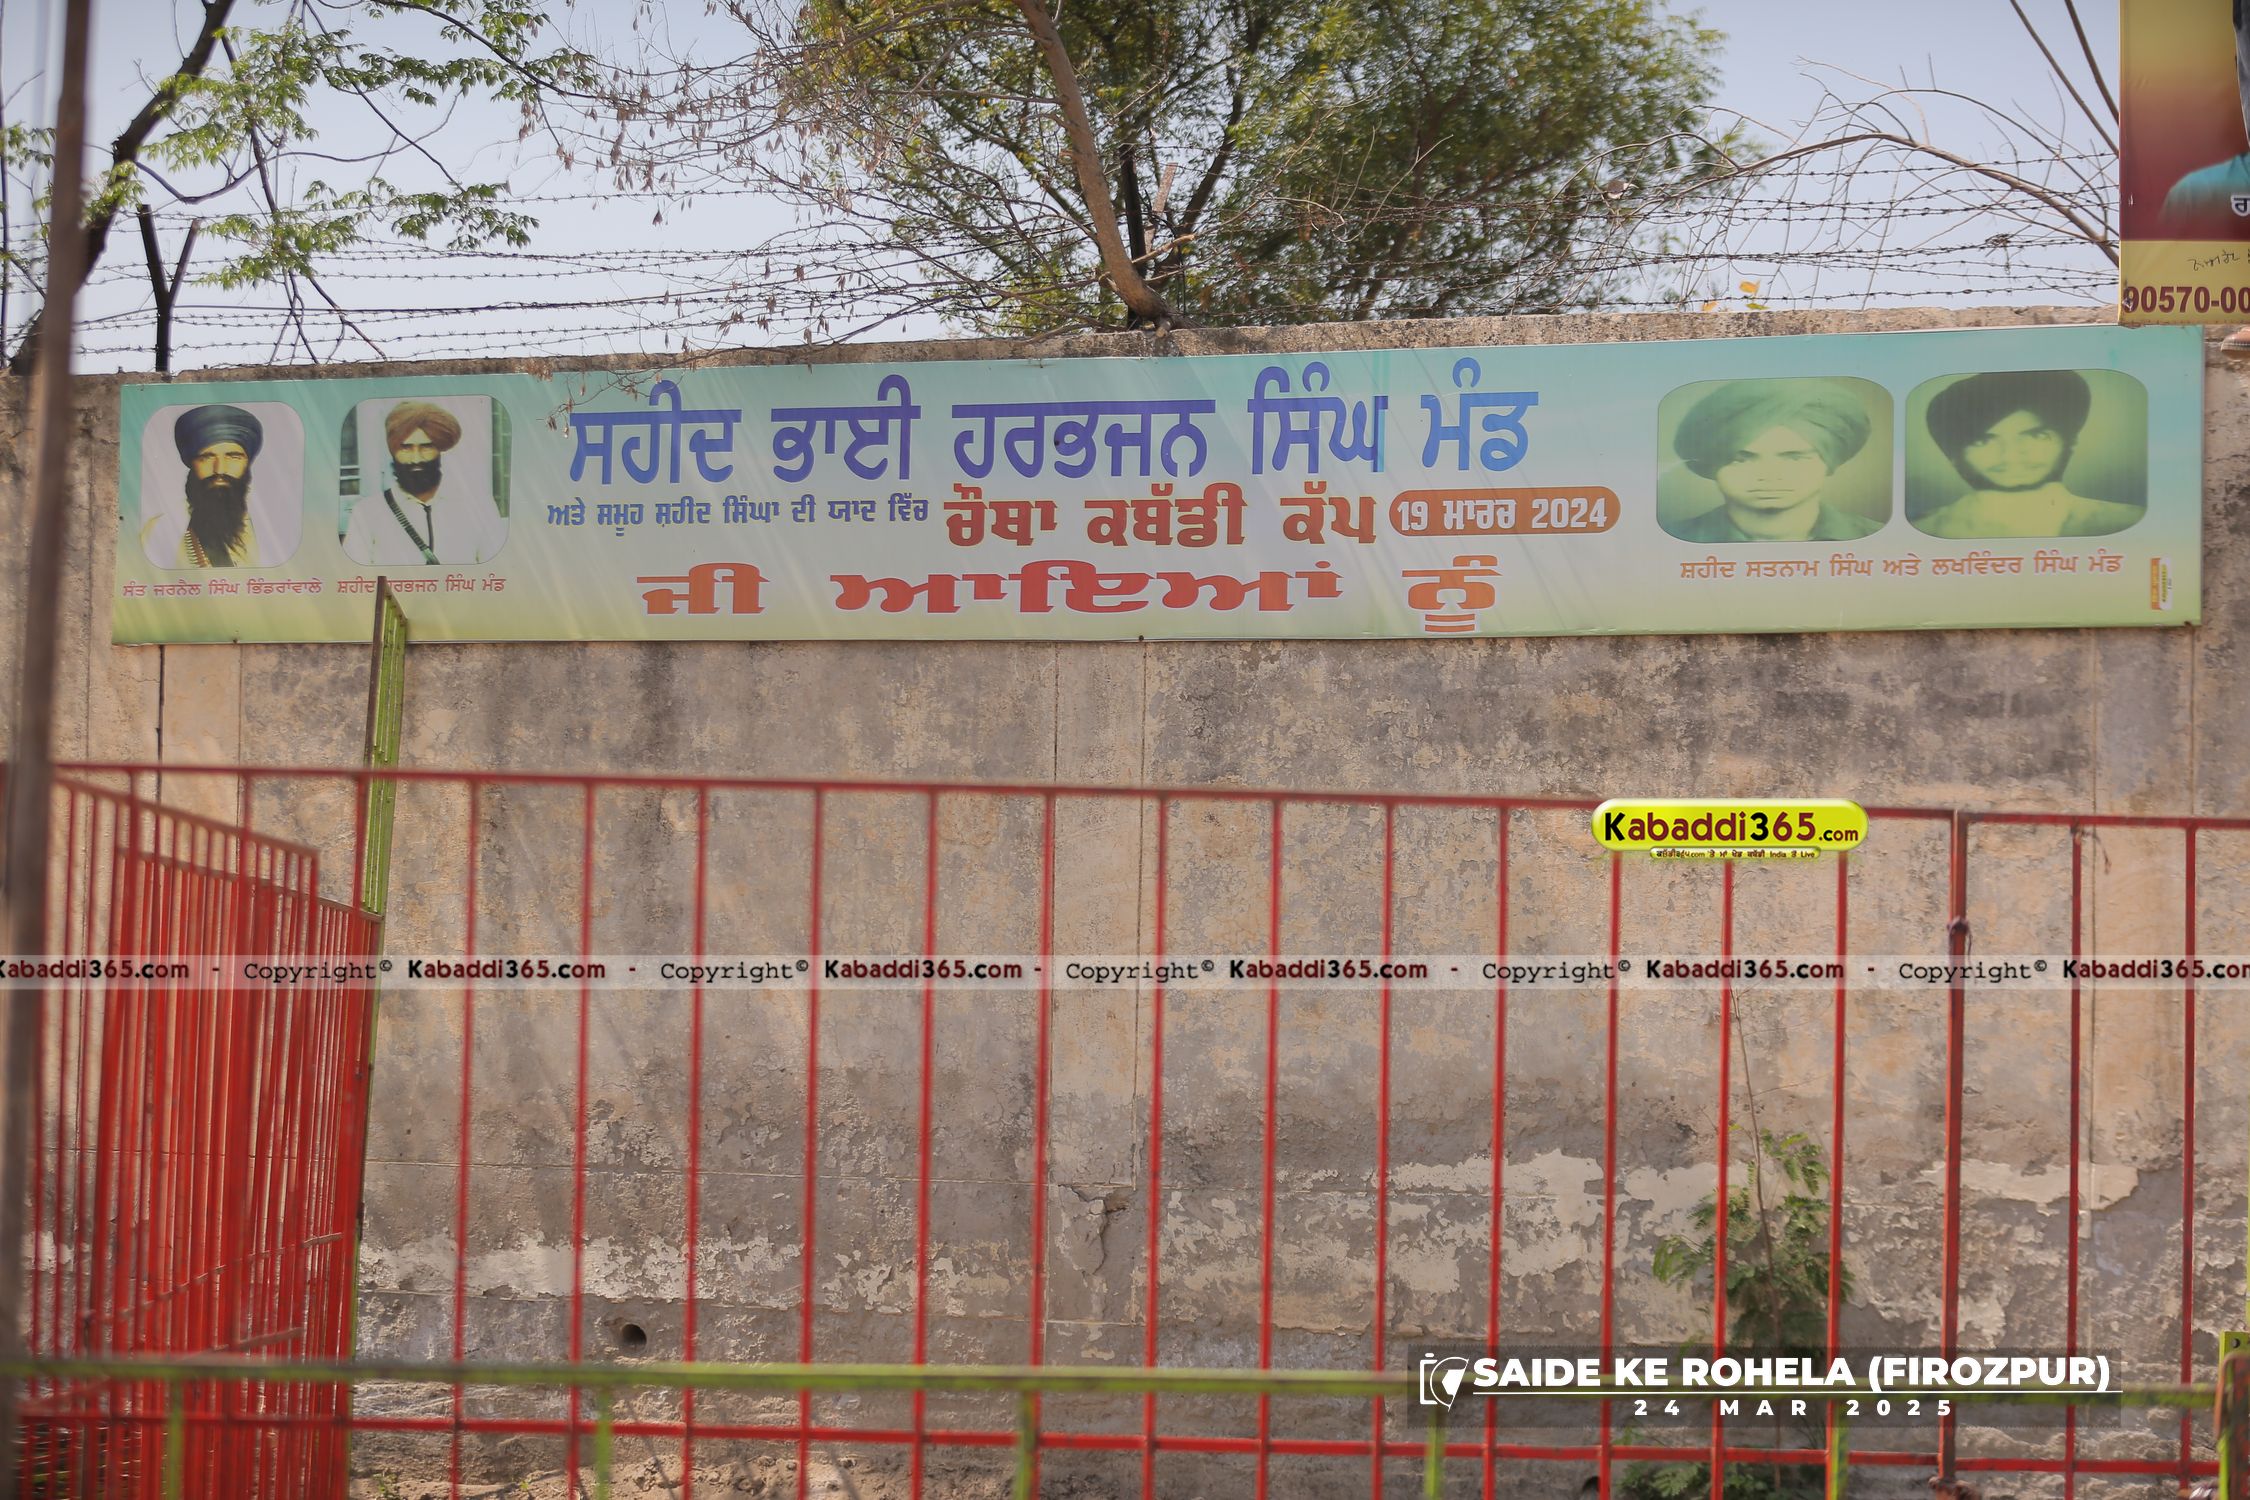 ਸ਼ਹੀਦ ਭਾਈ ਹਰਭਜਨ ਸਿੰਘ ਮੰਡ
ਅਤੇ ਸਮੂਹ ਸ਼ਹੀਦ ਸਿੰਘਾ ਦੀ ਯਾਦ ਵਿੱਚ ਚੌਥਾ ਕਬੱਡੀ ਕੱਪ 19 ਮਾਰਚ 2024
ਜੀ ਆਇਆਂ ਨੂੰ
ਸੰਤ ਜਰਨੈਲ ਸਿੰਘ ਭਿੰਡਰਾਂਵਾਲੇ
ਸ਼ਹੀਦ ਹਰਭਜਨ ਸਿੰਘ ਮੰਡ
ਸ਼ਹੀਦ ਸਤਨਾਮ ਸਿੰਘ ਅਤੇ ਲਖਵਿੰਦਰ ਸਿੰਘ ਮੰਡ
90570-00
Kabaddi365.com
Kabaddi365.com - Copyright© Kabaddi365.com - Copyright© Kabaddi365.com - Copyright© Kabaddi365.com - Copyright© Kabaddi365.com - Copyright© Kabaddi365.com
SAIDE KE ROHELA (FIROZPUR)
24 MAR 2025